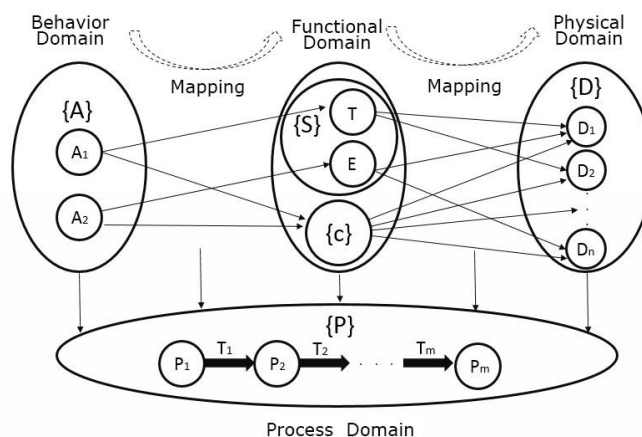 Behavior
Domain
Functional
Domain
Physical
Domain
Mapping
Mapping
{A}
{S}
T
{D}
A1
D1
E
D2
A2
{c}
.
.
Dn
{P}
P1
T1
P2
T2
. . .
Tm
Pm
Process Domain